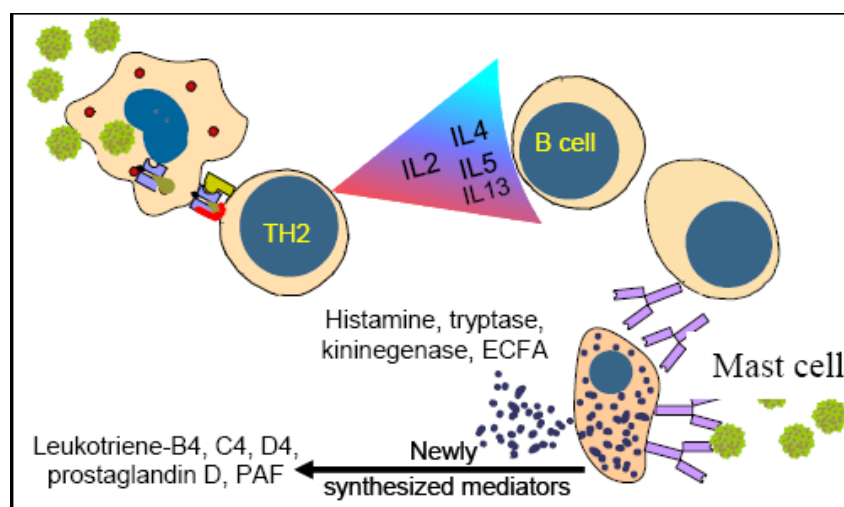 IL2
IL4
IL5
IL13
B cell
TH2
Histamine, tryptase,
kininegenase, ECFA
Mast cell
Leukotriene-B4, C4, D4,
prostaglandin D, PAF
Newly
synthesized mediators